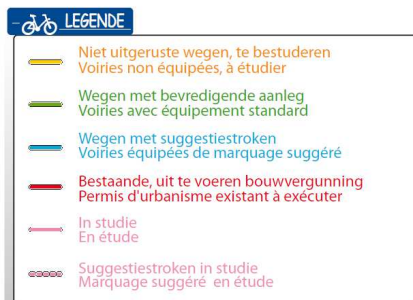 LEGENDE
Niet uitgeruste wegen, te bestuderen
Voiries non équipées, à étudier
Wegen met bevredigende aanleg
Voiries avec équipement standard
Wegen met suggestiestroken
Voiries équipées de marquage suggéré
Bestaande, uit te voeren bouwvergunning
Permis d'urbanisme existant à exécuter
In studie
En étude
Suggestiestroken in studie
Marquage suggéré en étude